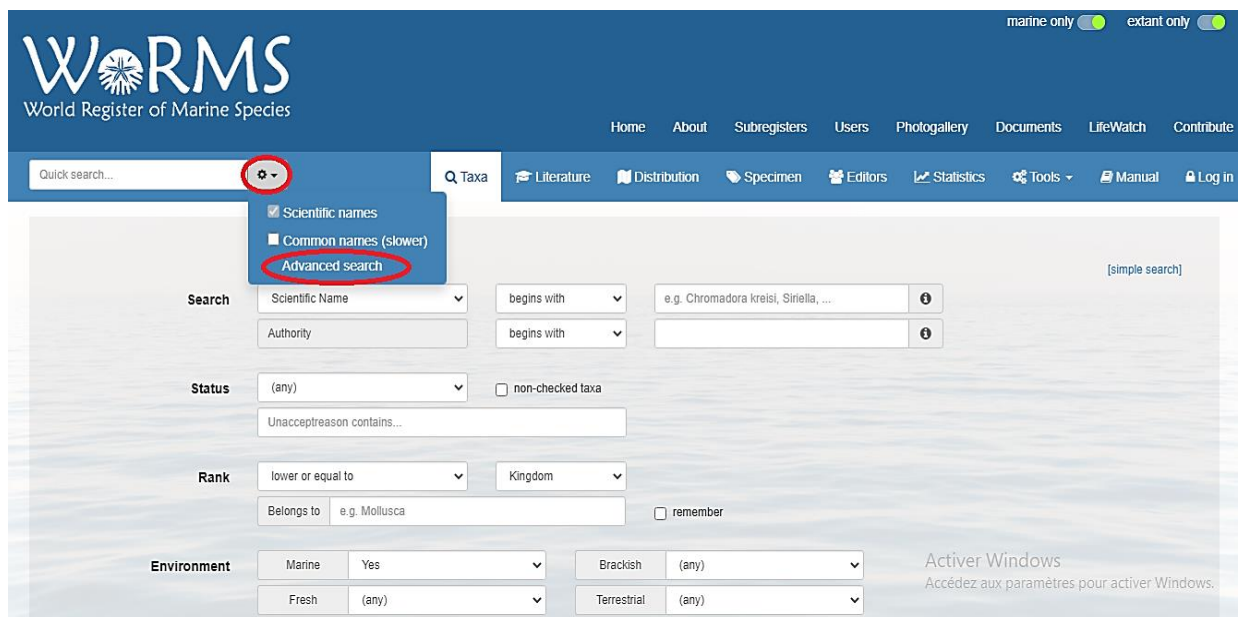 marine only extant only
WoRMS
World Register of Marine Species
Home About Subregisters Users Photogallery Documents LifeWatch Contribute
Quick search... Taxa Literature Distribution Specimen Editors Statistics Tools Manual Log in
Scientific names
Common names (slower)
Advanced search
[simple search]
Search Scientific Name begins with e.g. Chromadora kreisi, Siriella, ...
Authority begins with
Status (any) non-checked taxa
Unacceptreason contains...
Rank lower or equal to Kingdom
Belongs to e.g. Mollusca remember
Environment Marine Yes Brackish (any)
Fresh (any) Terrestrial (any)
Activer Windows
Accédez aux paramètres pour activer Windows.